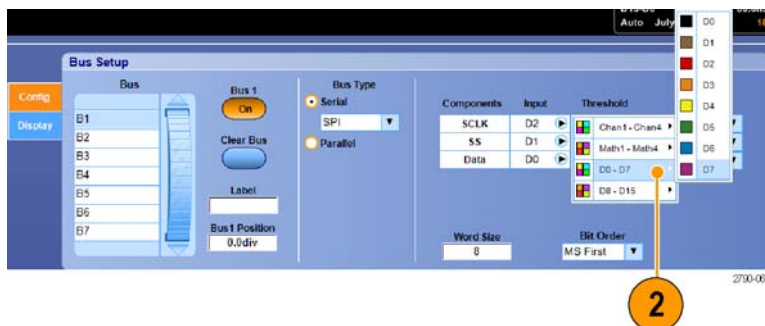 Auto July
Bus Setup
Config
Display
Bus
B1
B2
B3
B4
B5
B6
B7
Bus 1
On
Clear Bus
Label
Bus1 Position
0.0div
Bus Type
Serial
SPI
Parallel
Components Input Threshold
SCLK D2
SS D1
Data D0
Chan1 - Chan4
Math1 - Math4
D0 - D7
D8 - D15
D0
D1
D2
D3
D4
D5
D6
D7
Word Size
8
Bit Order
MS First
2